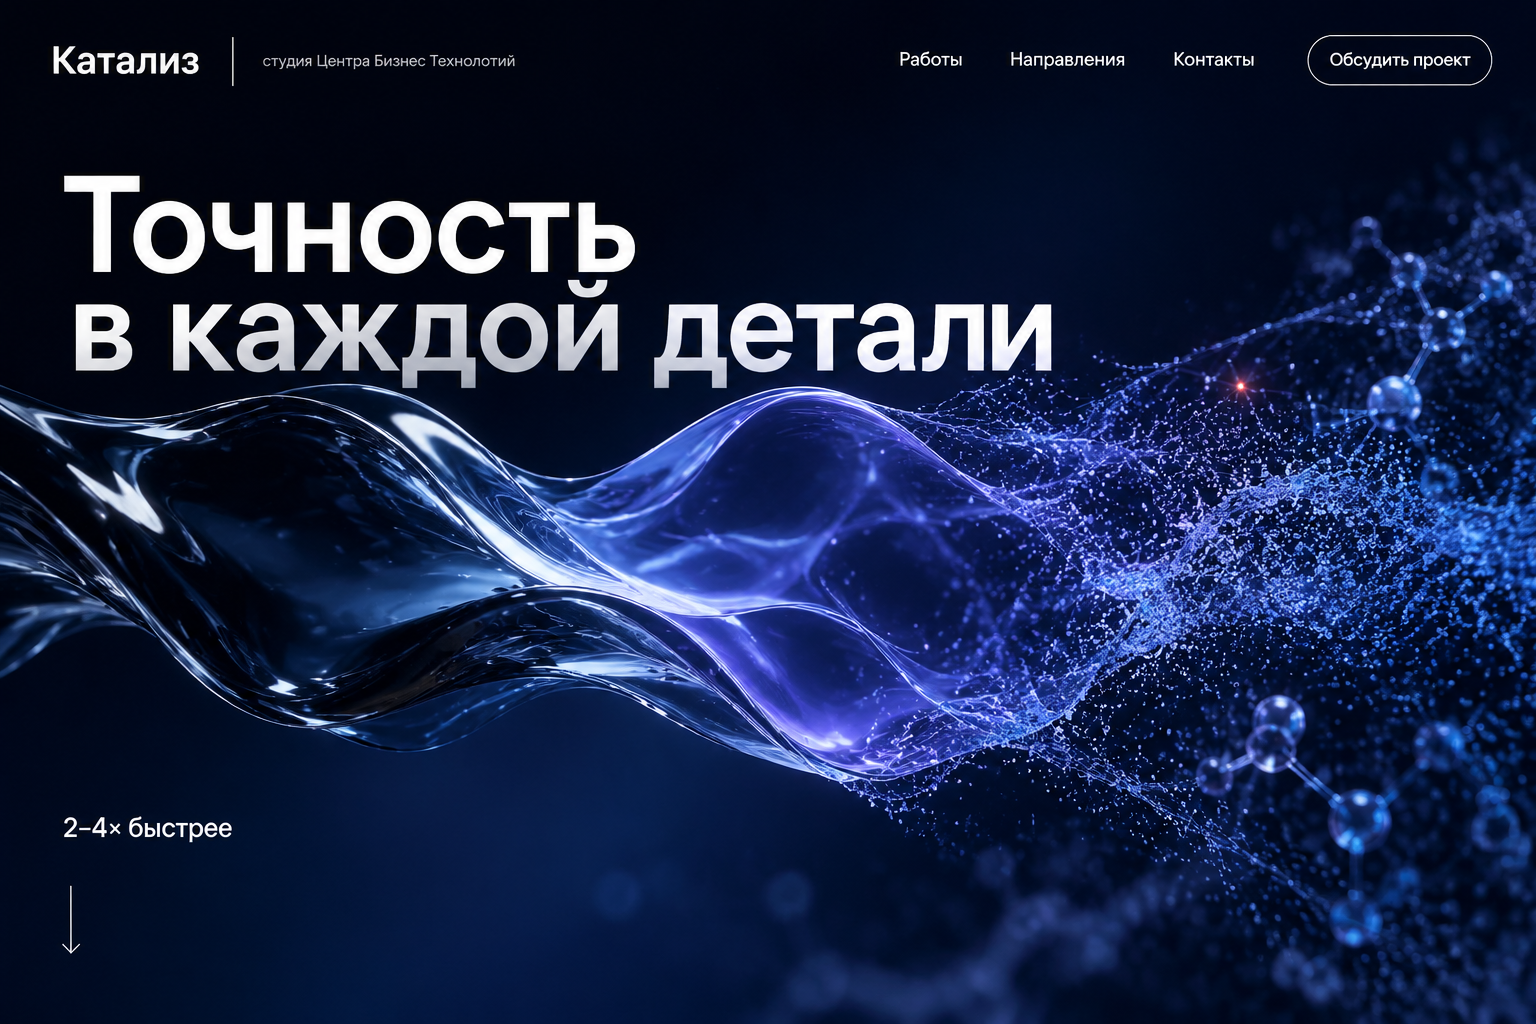 Катализ
студия Центра Бизнес Технолотий
Работы
Направления
Контакты
Обсудить проект
Точность
в каждой детали
2–4× быстрее